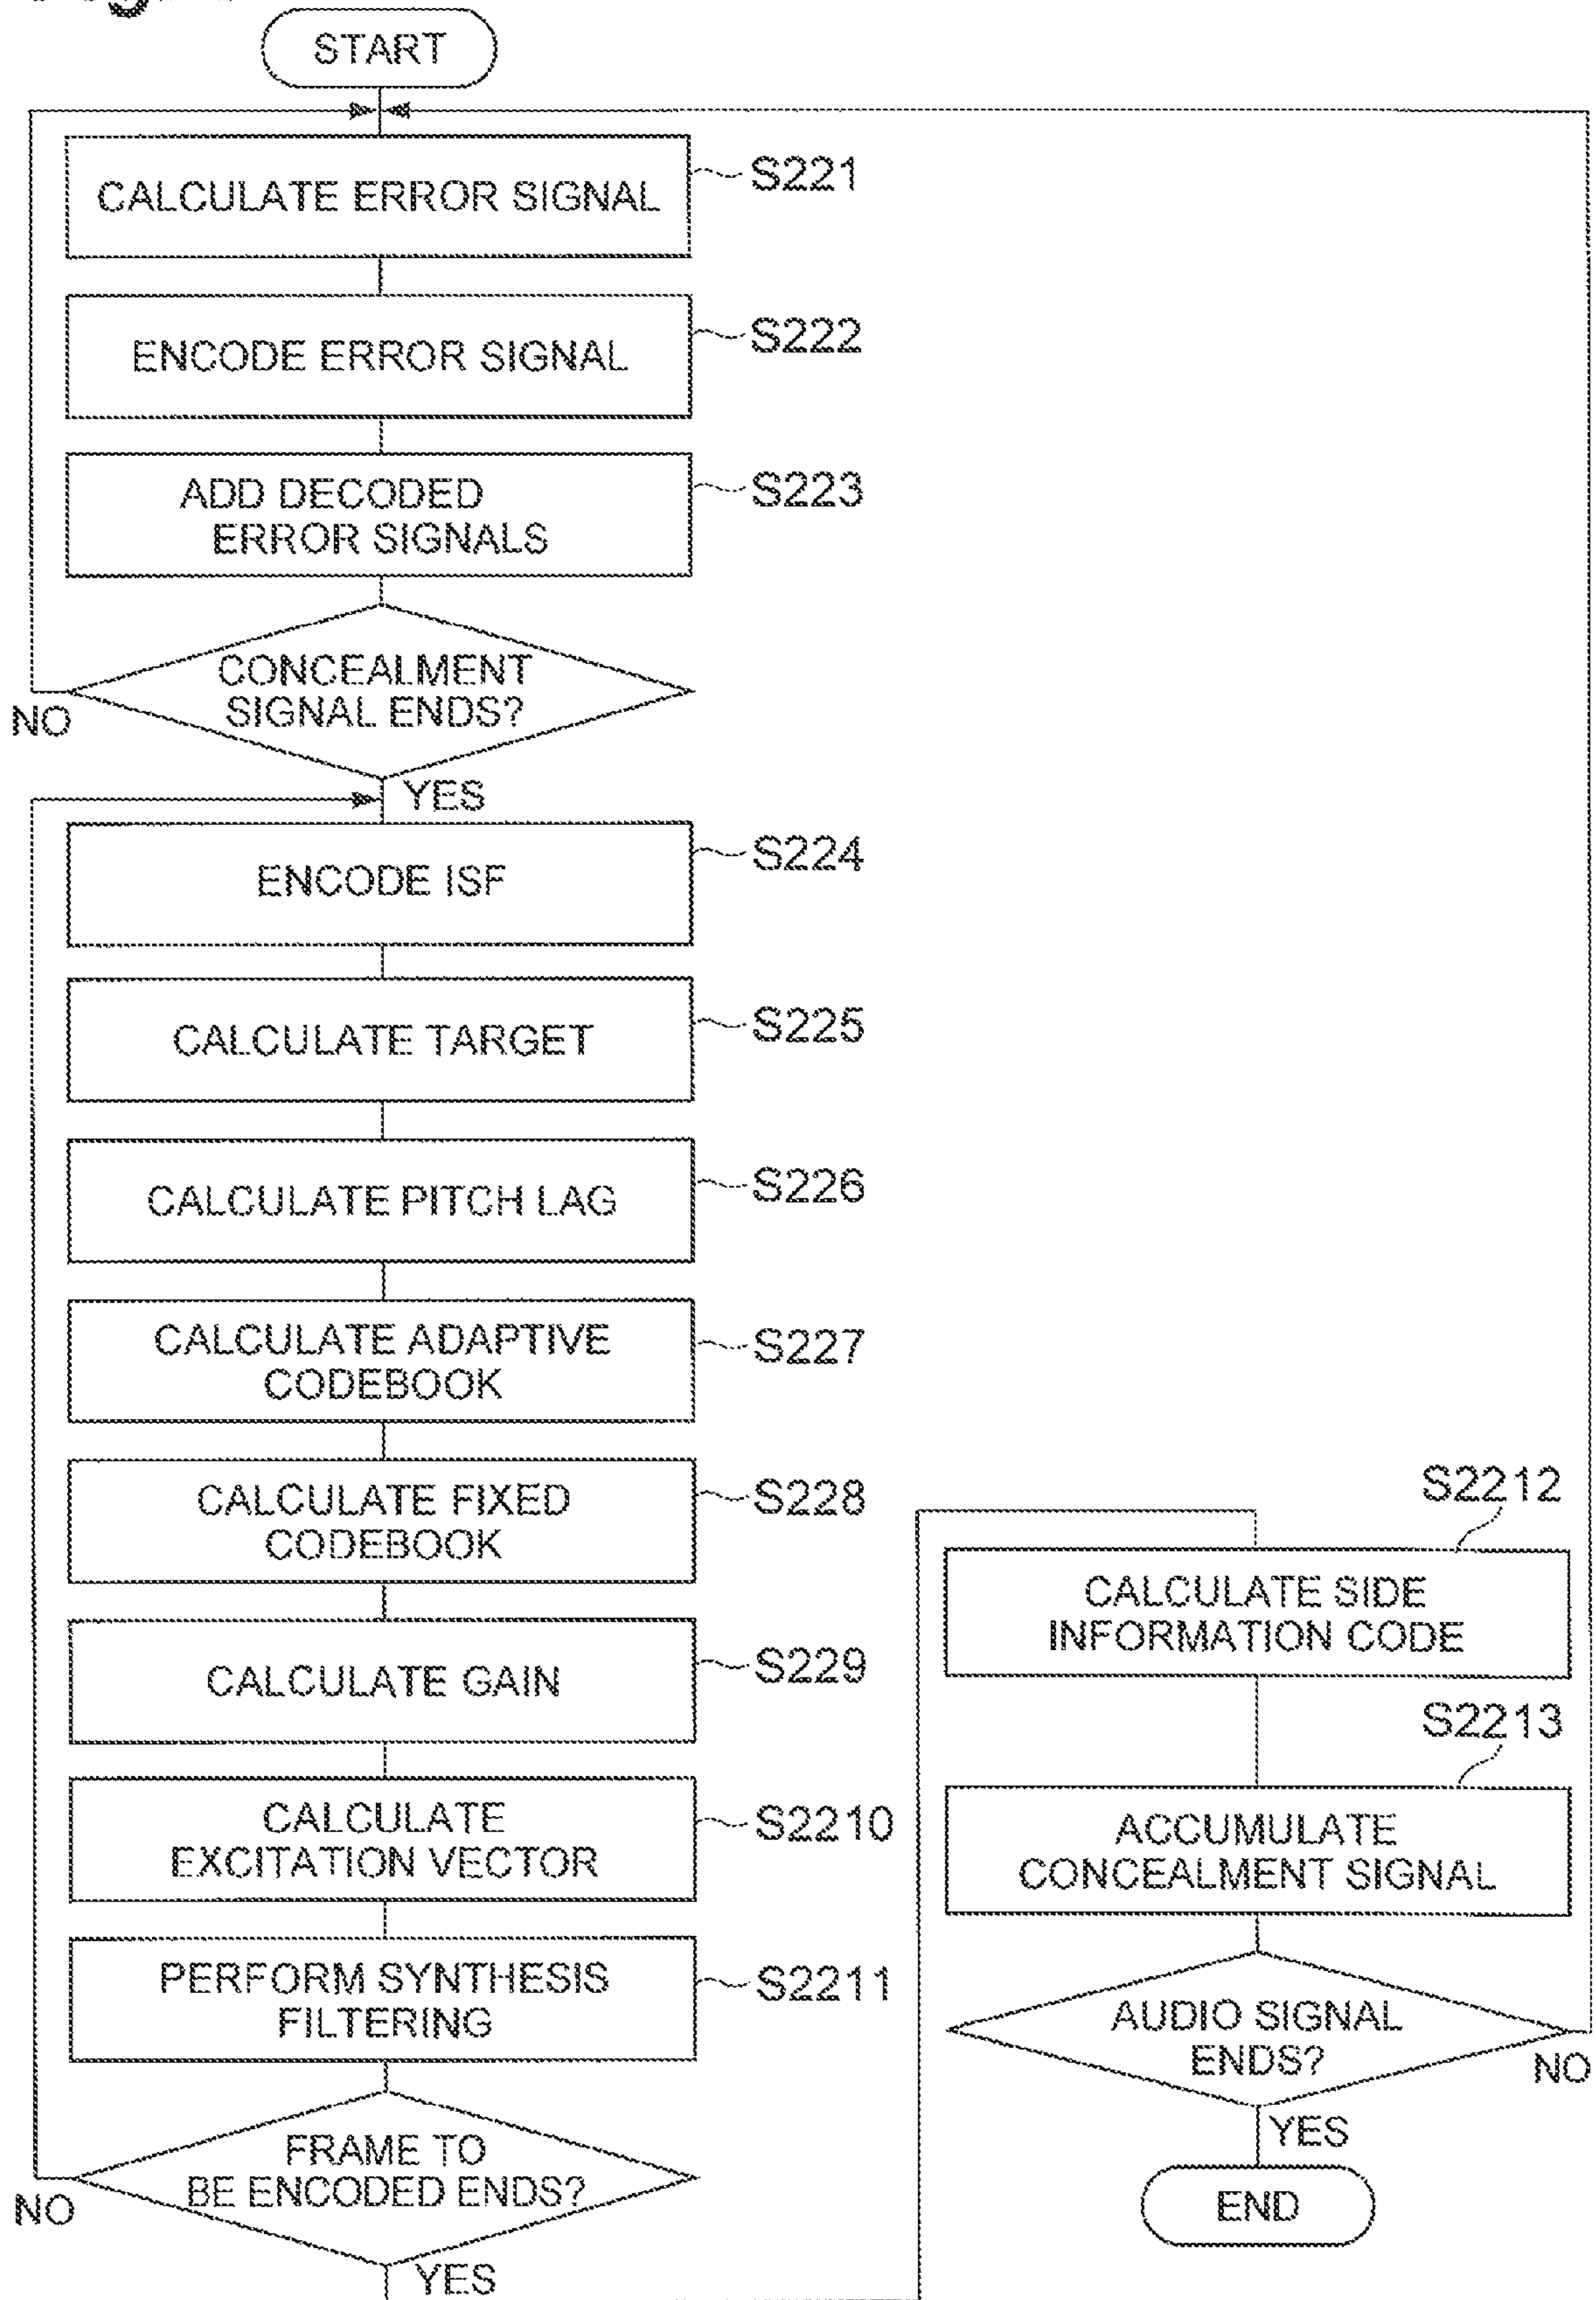 START
CALCULATE ERROR SIGNAL
S221
ENCODE ERROR SIGNAL
S222
ADD DECODED
ERROR SIGNALS
S223
CONCEALMENT
SIGNAL ENDS?
NO
YES
ENCODE ISF
S224
CALCULATE TARGET
S225
CALCULATE PITCH LAG
S226
CALCULATE ADAPTIVE
CODEBOOK
S227
CALCULATE FIXED
CODEBOOK
S228
CALCULATE GAIN
S229
CALCULATE
EXCITATION VECTOR
S2210
PERFORM SYNTHESIS
FILTERING
S2211
FRAME TO
BE ENCODED ENDS?
NO
YES
S2212
CALCULATE SIDE
INFORMATION CODE
S2213
ACCUMULATE
CONCEALMENT SIGNAL
AUDIO SIGNAL
ENDS?
NO
YES
END